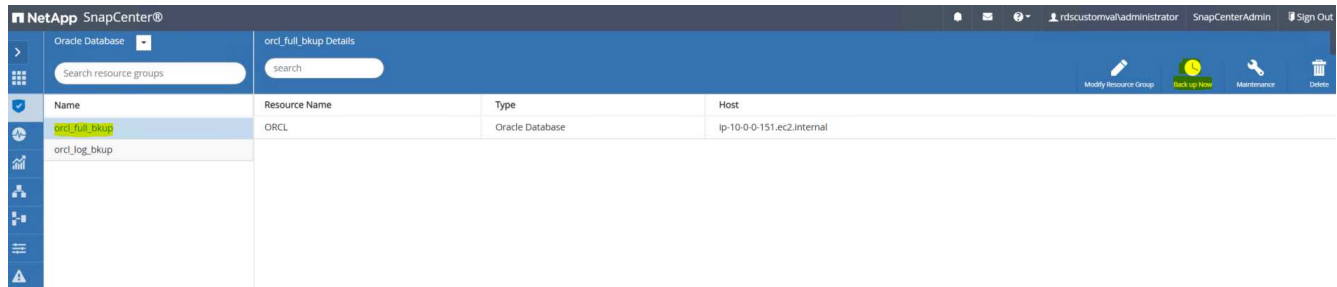 NetApp SnapCenter®
rdscustomval\administrator SnapCenterAdmin Sign Out
Oracle Database
Search resource groups
Name
orcl_full_bkup
orcl_log_bkup
orcl_full_bkup Details
search
Modify Resource Group Back up Now Maintenance Delete
Resource Name Type Host
ORCL Oracle Database ip-10-0-0-151.ec2.internal